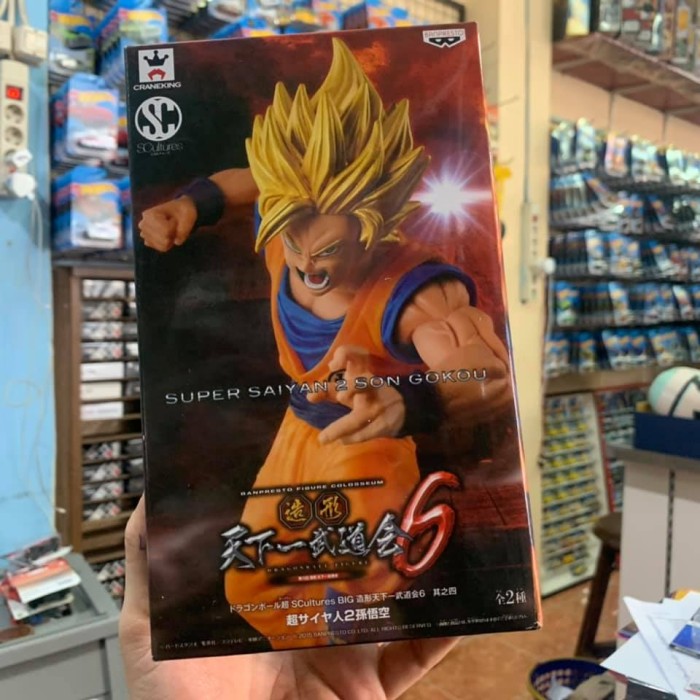 CRANEKING
BANPRESTO
SC
SCultures
SUPER SAIYAN 2 SON GOKOU
BANPRESTO FIGURE COLOSSEUM
造形
天下一武道会6
ドラゴンボール超 SCultures BIG 造形天下一武道会6 其之四
超サイヤ人2孫悟空
全2種